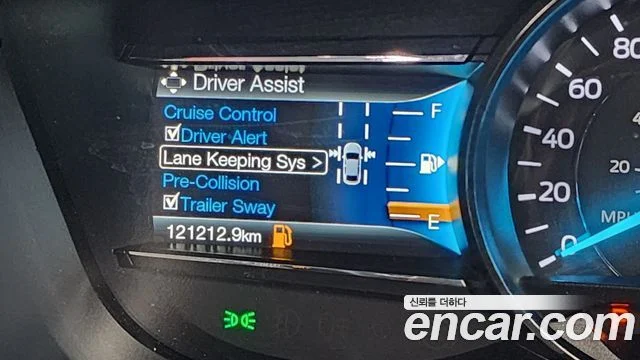 Driver Assist
Cruise Control
Driver Alert
Lane Keeping Sys >
Pre-Collision
Trailer Sway
121212.9km
F
E
80
60
40
20
0
20
MPH
신뢰를 더하다
encar.com